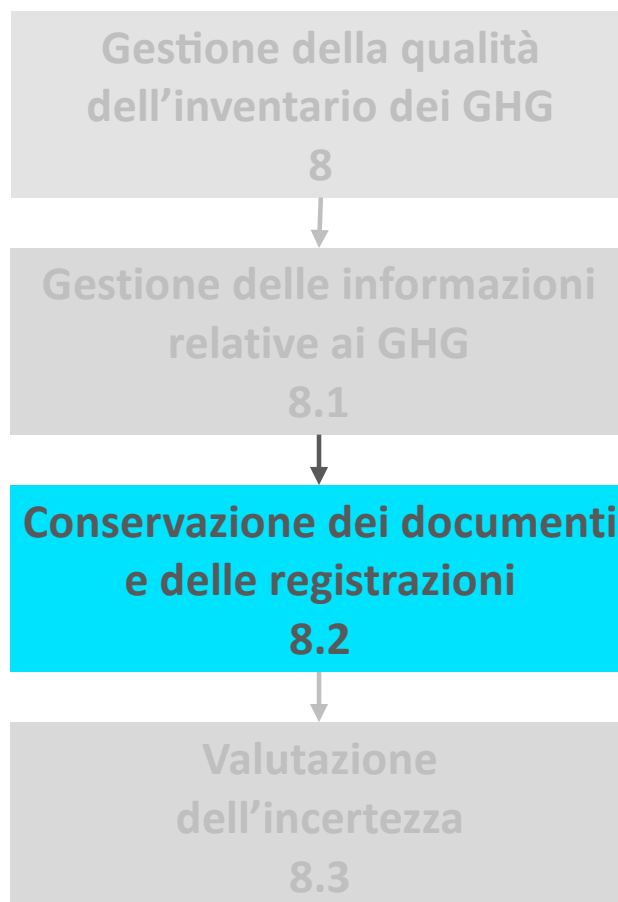 Gestione della qualità
dell’inventario dei GHG
8
Gestione delle informazioni
relative ai GHG
8.1
Conservazione dei documenti
e delle registrazioni
8.2
Valutazione
dell’incertezza
8.3